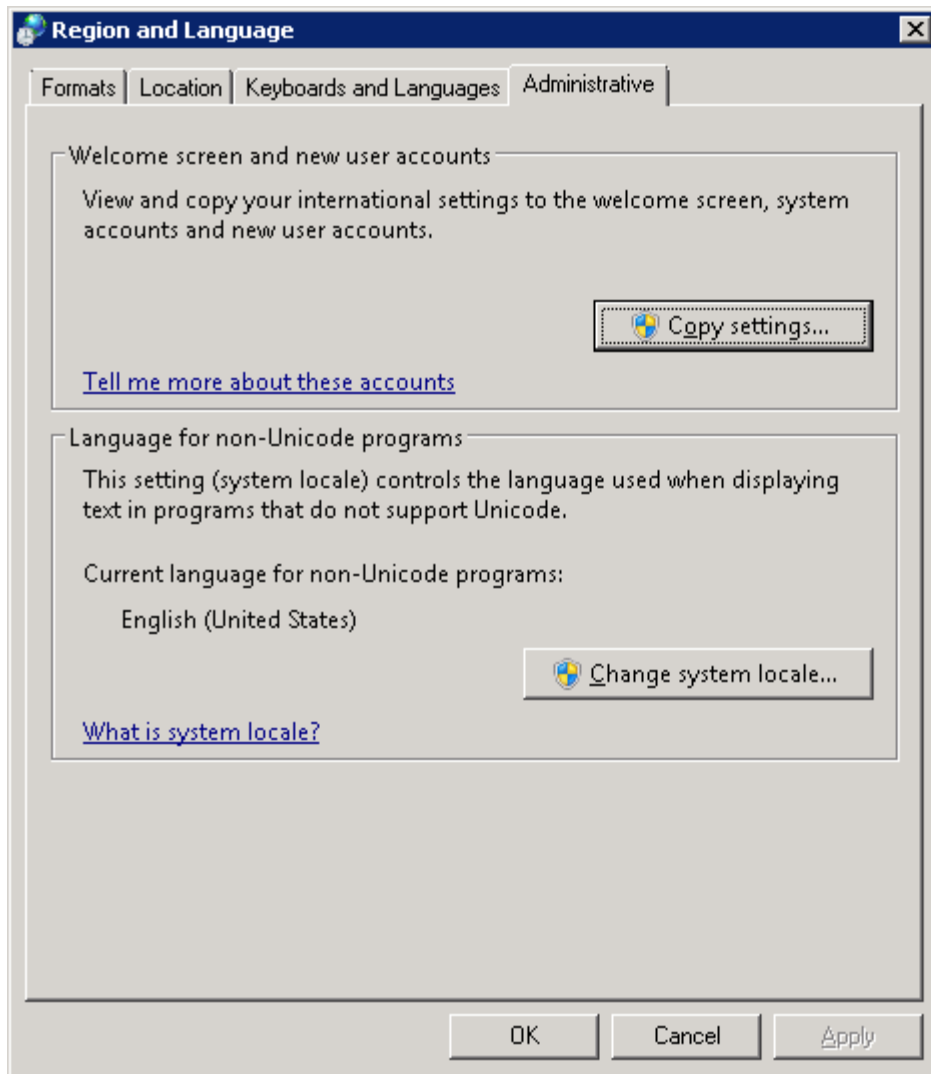 Region and Language
Formats
Location
Keyboards and Languages
Administrative
Welcome screen and new user accounts
View and copy your international settings to the welcome screen, system
accounts and new user accounts.
Copy settings...
Tell me more about these accounts
Language for non-Unicode programs
This setting (system locale) controls the language used when displaying
text in programs that do not support Unicode.
Current language for non-Unicode programs:
English (United States)
Change system locale...
What is system locale?
OK
Cancel
Apply